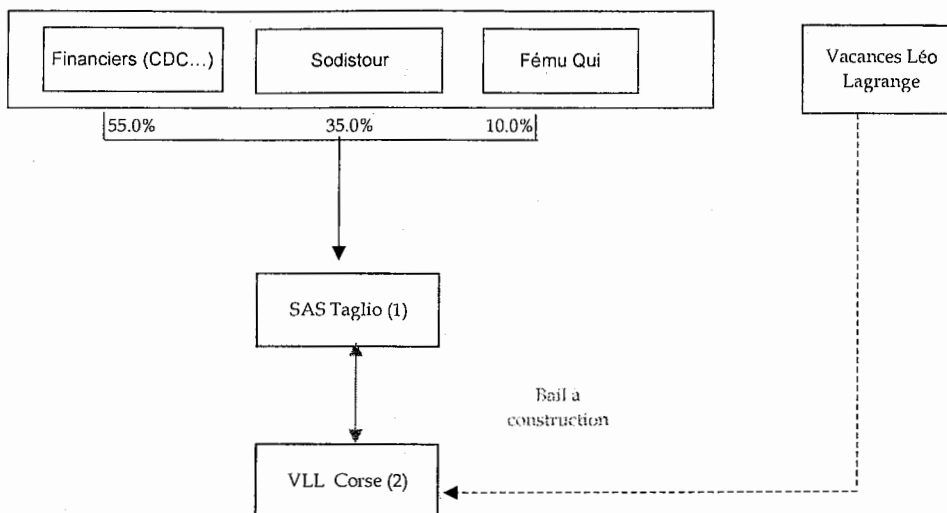 Financiers (CDC...)
Sodistour
Fému Qui
Vacances Léo
Lagrange
55.0%
35.0%
10.0%
SAS Taglio (1)
Bail à
construction
VLL Corse (2)